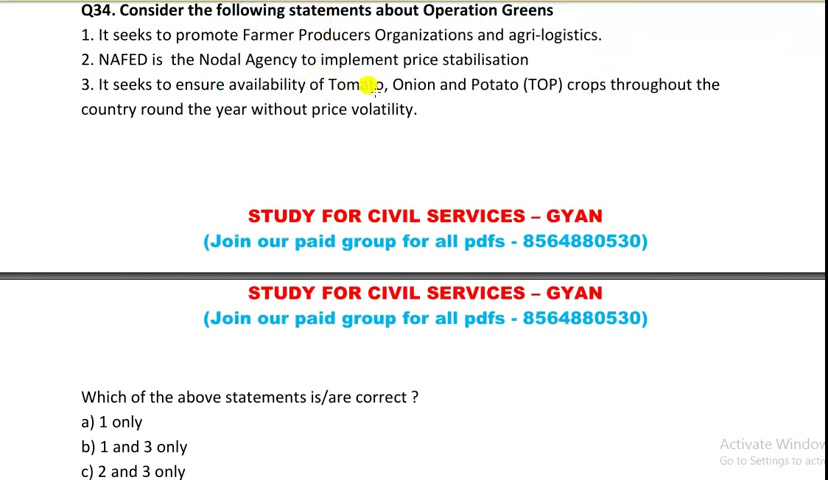 Q34. Consider the following statements about Operation Greens
1. It seeks to promote Farmer Producers Organizations and agri-logistics.
2. NAFED is the Nodal Agency to implement price stabilisation
3. It seeks to ensure availability of Tomato, Onion and Potato (TOP) crops throughout the
country round the year without price volatility.
STUDY FOR CIVIL SERVICES – GYAN
(Join our paid group for all pdfs - 8564880530)
STUDY FOR CIVIL SERVICES – GYAN
(Join our paid group for all pdfs - 8564880530)
Which of the above statements is/are correct ?
a) 1 only
b) 1 and 3 only
Activate Window
Go to Settings to acti
c) 2 and 3 only